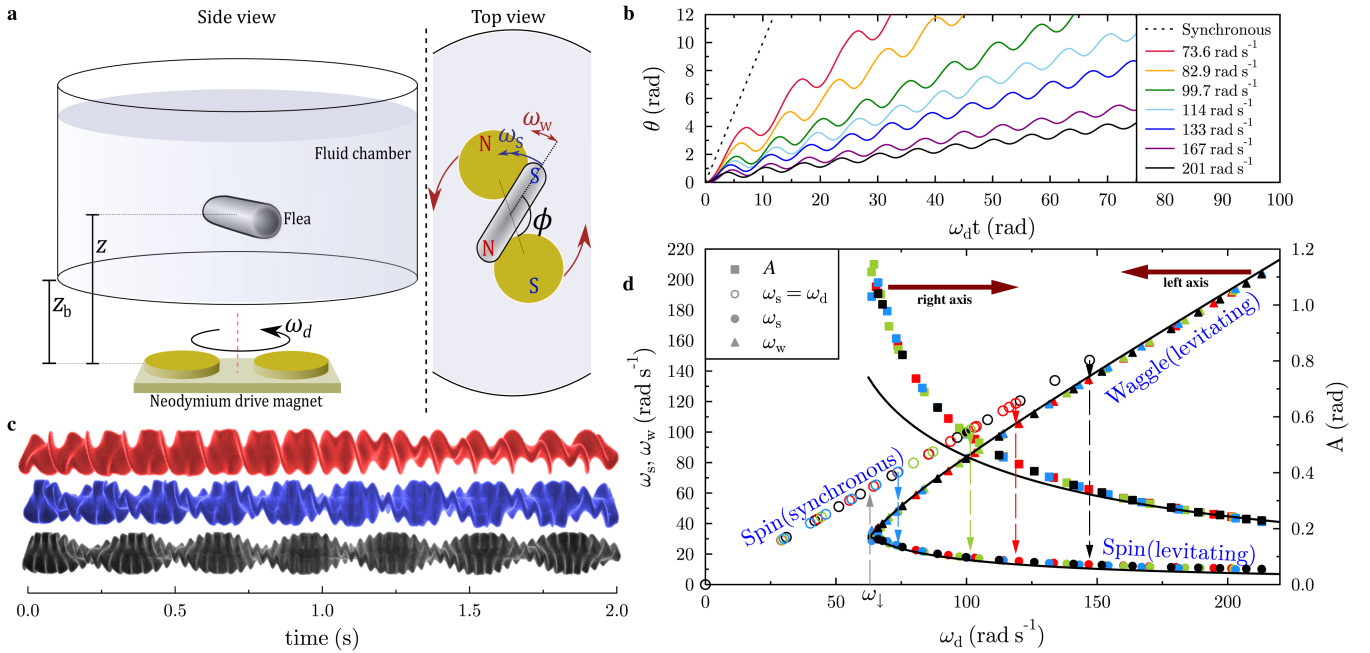 a
Side view
Top view
Fluid chamber
Flea
z
z_b
ω_d
Neodymium drive magnet
ω_w
ω_s
N
S
ϕ
N
S
b
12
10
8
6
4
2
0
θ (rad)
0 10 20 30 40 50 60 70 80 90 100
ω_d t (rad)
Synchronous
73.6 rad s⁻¹
82.9 rad s⁻¹
99.7 rad s⁻¹
114 rad s⁻¹
133 rad s⁻¹
167 rad s⁻¹
201 rad s⁻¹
c
0.0 0.5 1.0 1.5 2.0
time (s)
d
220
200
180
160
140
120
100
80
60
40
20
0
ω_s, ω_w (rad s⁻¹)
A
ω_s = ω_d
ω_s
ω_w
right axis
left axis
Waggle(levitating)
Spin(synchronous)
Spin(levitating)
ω↓
1.2
1.0
0.8
0.6
0.4
0.2
0.0
A (rad)
0 50 100 150 200
ω_d (rad s⁻¹)